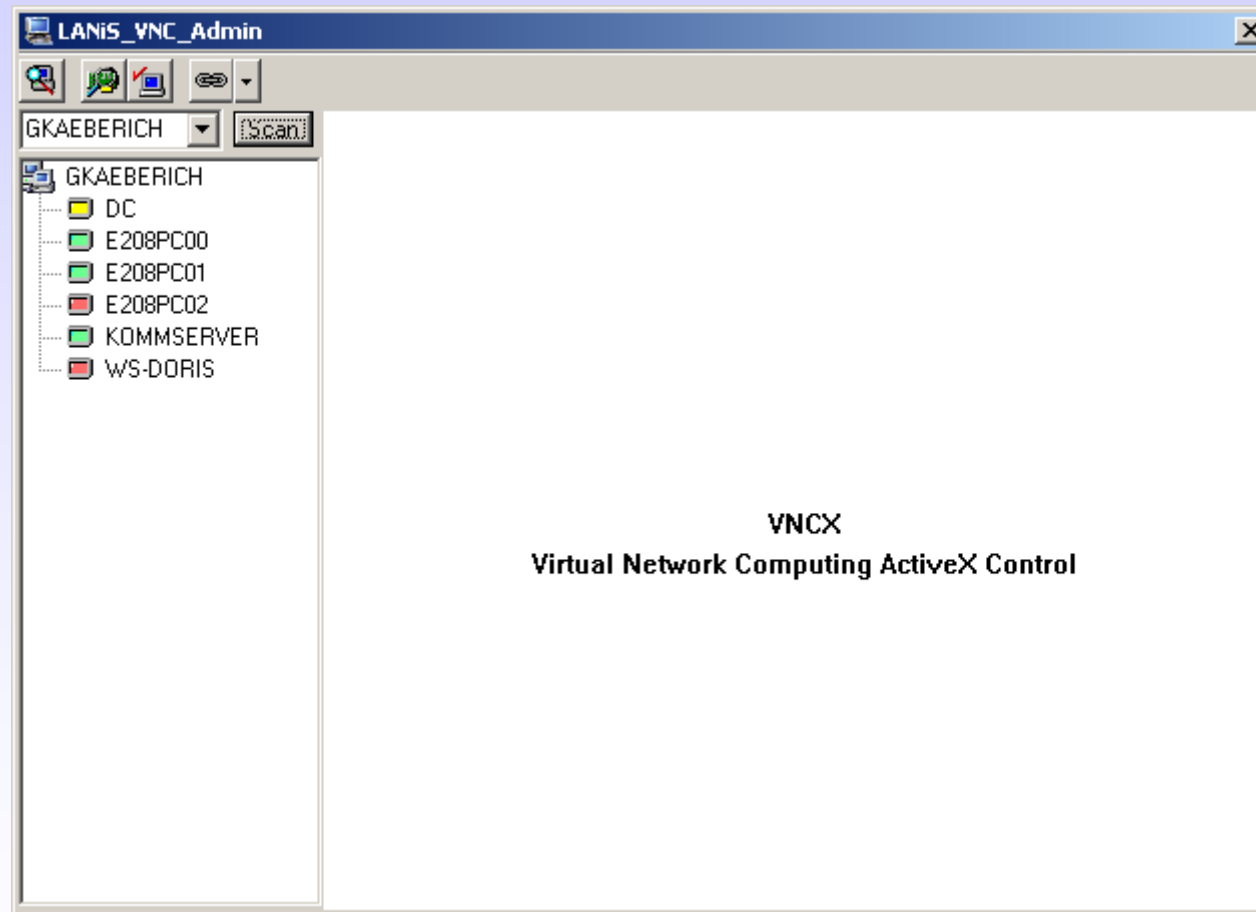 LANiS_VNC_Admin
GKAEBERICH Scan
GKAEBERICH
DC
E208PC00
E208PC01
E208PC02
KOMMSERVER
WS-DORIS
VNCX
Virtual Network Computing ActiveX Control